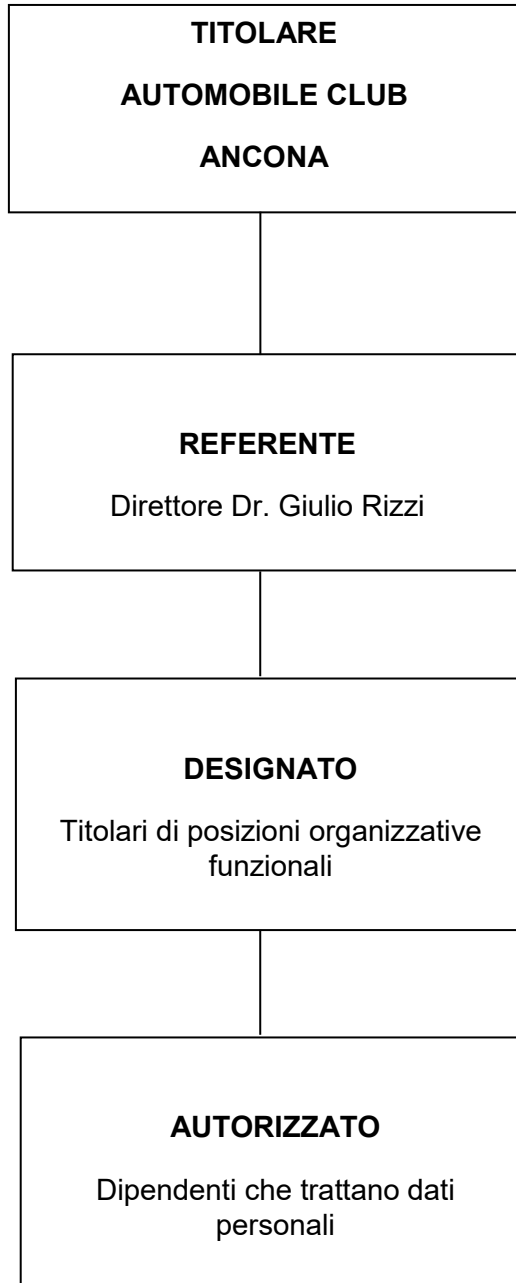 TITOLARE
AUTOMOBILE CLUB
ANCONA
REFERENTE
Direttore Dr. Giulio Rizzi
DESIGNATO
Titolari di posizioni organizzative
funzionali
AUTORIZZATO
Dipendenti che trattano dati
personali